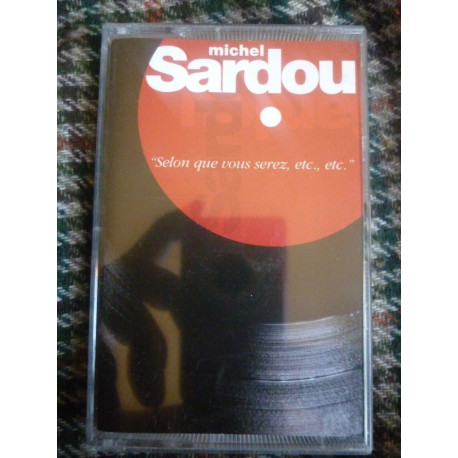 michel
Sardou
“Selon que vous serez, etc., etc.”